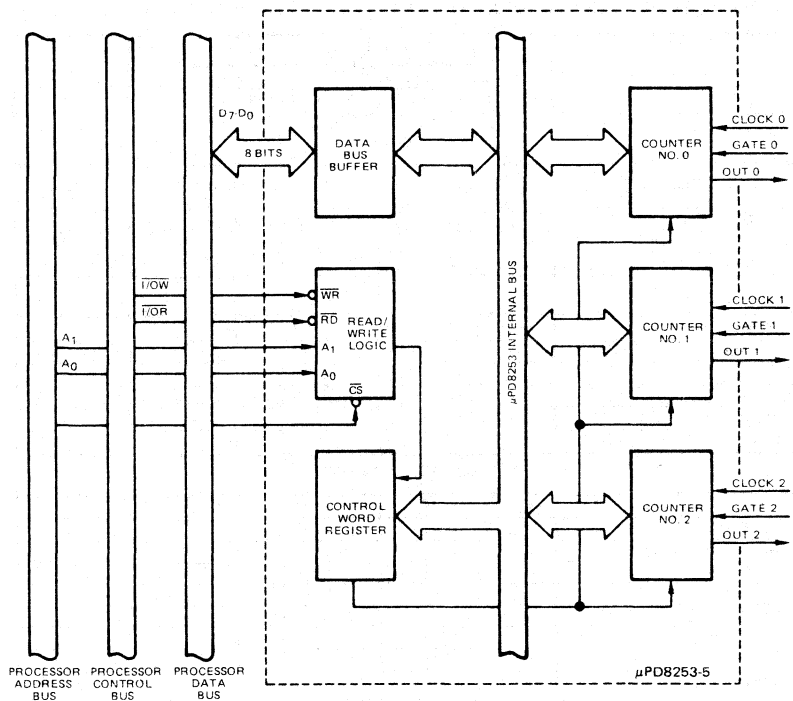 D7-D0
8 BITS
DATA
BUS
BUFFER
COUNTER
NO. 0
CLOCK 0
GATE 0
OUT 0
I/OW
WR
I/OR
RD
READ/
WRITE
LOGIC
A1
A1
A0
A0
CS
µPD8253 INTERNAL BUS
COUNTER
NO. 1
CLOCK 1
GATE 1
OUT 1
CONTROL
WORD
REGISTER
COUNTER
NO. 2
CLOCK 2
GATE 2
OUT 2
PROCESSOR
ADDRESS
BUS
PROCESSOR
CONTROL
BUS
PROCESSOR
DATA
BUS
µPD8253-5